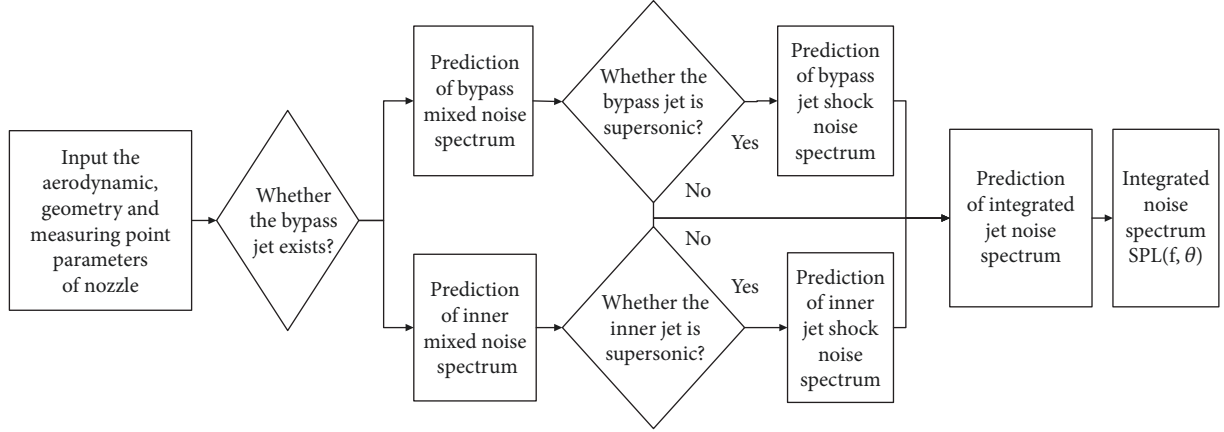 Input the
aerodynamic,
geometry and
measuring point
parameters
of nozzle
Whether
the bypass
jet exists?
Prediction
of bypass
mixed noise
spectrum
Whether the
bypass jet is
supersonic?
Yes
No
Prediction
of bypass
jet shock
noise
spectrum
Prediction
of inner
mixed noise
spectrum
Whether the
inner jet is
supersonic?
No
Yes
Prediction
of inner
jet shock
noise
spectrum
Prediction
of integrated
jet noise
spectrum
Integrated
noise
spectrum
SPL(f, θ)